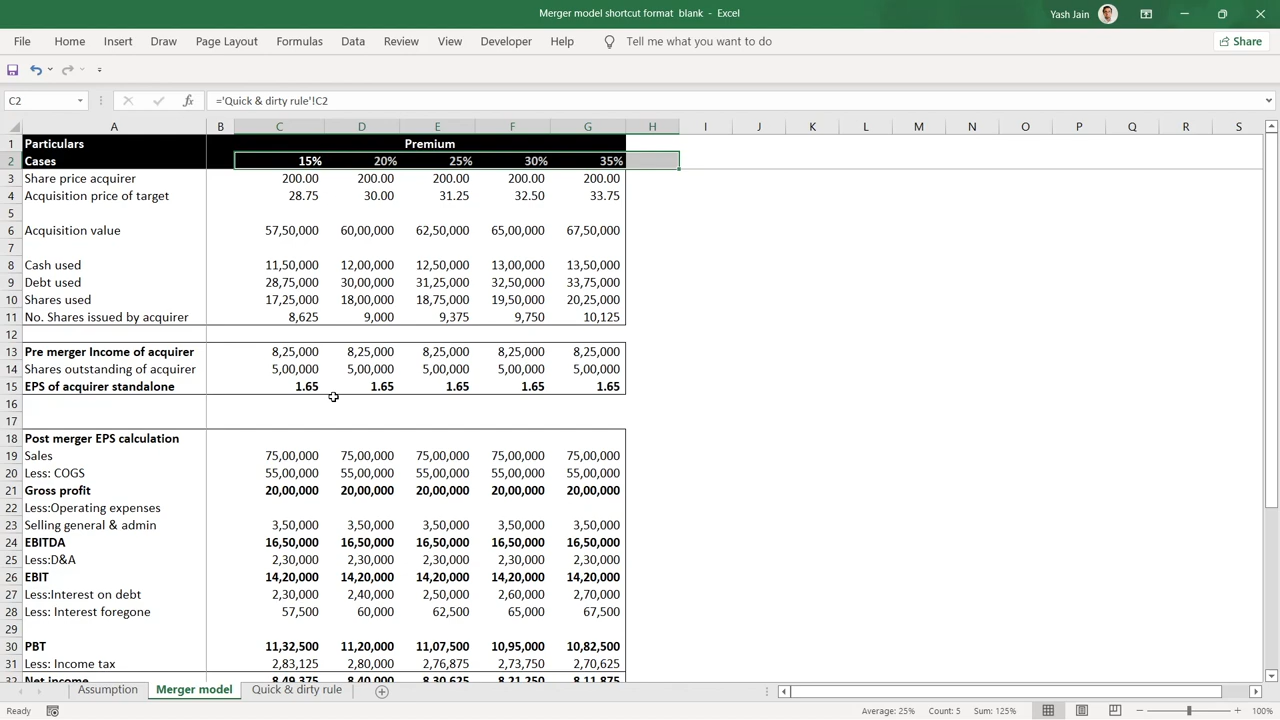 Merger model shortcut format  blank  -  Excel
Yash Jain
File Home Insert Draw Page Layout Formulas Data Review View Developer Help Tell me what you want to do Share
C2 fx ='Quick & dirty rule'!C2
A B C D E F G H I J K L M N O P Q R S
1 Particulars Premium
2 Cases 15% 20% 25% 30% 35%
3 Share price acquirer 200.00 200.00 200.00 200.00 200.00
4 Acquisition price of target 28.75 30.00 31.25 32.50 33.75
5
6 Acquisition value 57,50,000 60,00,000 62,50,000 65,00,000 67,50,000
7
8 Cash used 11,50,000 12,00,000 12,50,000 13,00,000 13,50,000
9 Debt used 28,75,000 30,00,000 31,25,000 32,50,000 33,75,000
10 Shares used 17,25,000 18,00,000 18,75,000 19,50,000 20,25,000
11 No. Shares issued by acquirer 8,625 9,000 9,375 9,750 10,125
12
13 Pre merger Income of acquirer 8,25,000 8,25,000 8,25,000 8,25,000 8,25,000
14 Shares outstanding of acquirer 5,00,000 5,00,000 5,00,000 5,00,000 5,00,000
15 EPS of acquirer standalone 1.65 1.65 1.65 1.65 1.65
16
17
18 Post merger EPS calculation
19 Sales 75,00,000 75,00,000 75,00,000 75,00,000 75,00,000
20 Less: COGS 55,00,000 55,00,000 55,00,000 55,00,000 55,00,000
21 Gross profit 20,00,000 20,00,000 20,00,000 20,00,000 20,00,000
22 Less:Operating expenses
23 Selling general & admin 3,50,000 3,50,000 3,50,000 3,50,000 3,50,000
24 EBITDA 16,50,000 16,50,000 16,50,000 16,50,000 16,50,000
25 Less:D&A 2,30,000 2,30,000 2,30,000 2,30,000 2,30,000
26 EBIT 14,20,000 14,20,000 14,20,000 14,20,000 14,20,000
27 Less:Interest on debt 2,30,000 2,40,000 2,50,000 2,60,000 2,70,000
28 Less: Interest foregone 57,500 60,000 62,500 65,000 67,500
29
30 PBT 11,32,500 11,20,000 11,07,500 10,95,000 10,82,500
31 Less: Income tax 2,83,125 2,80,000 2,76,875 2,73,750 2,70,625
32 Net income 8,49,375 8,40,000 8,30,625 8,21,250 8,11,875
Assumption Merger model Quick & dirty rule
Ready Average: 25% Count: 5 Sum: 125% 100%